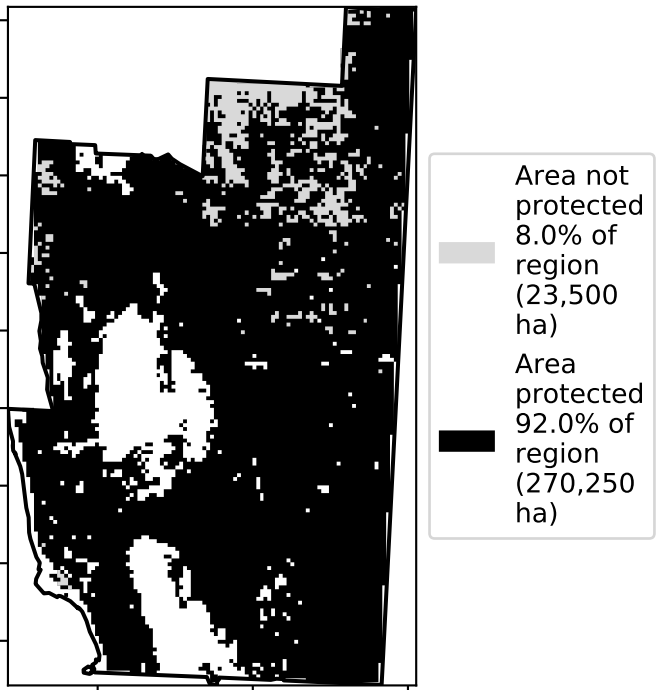 Area not
protected
8.0% of
region
(23,500
ha)
Area
protected
92.0% of
region
(270,250
ha)